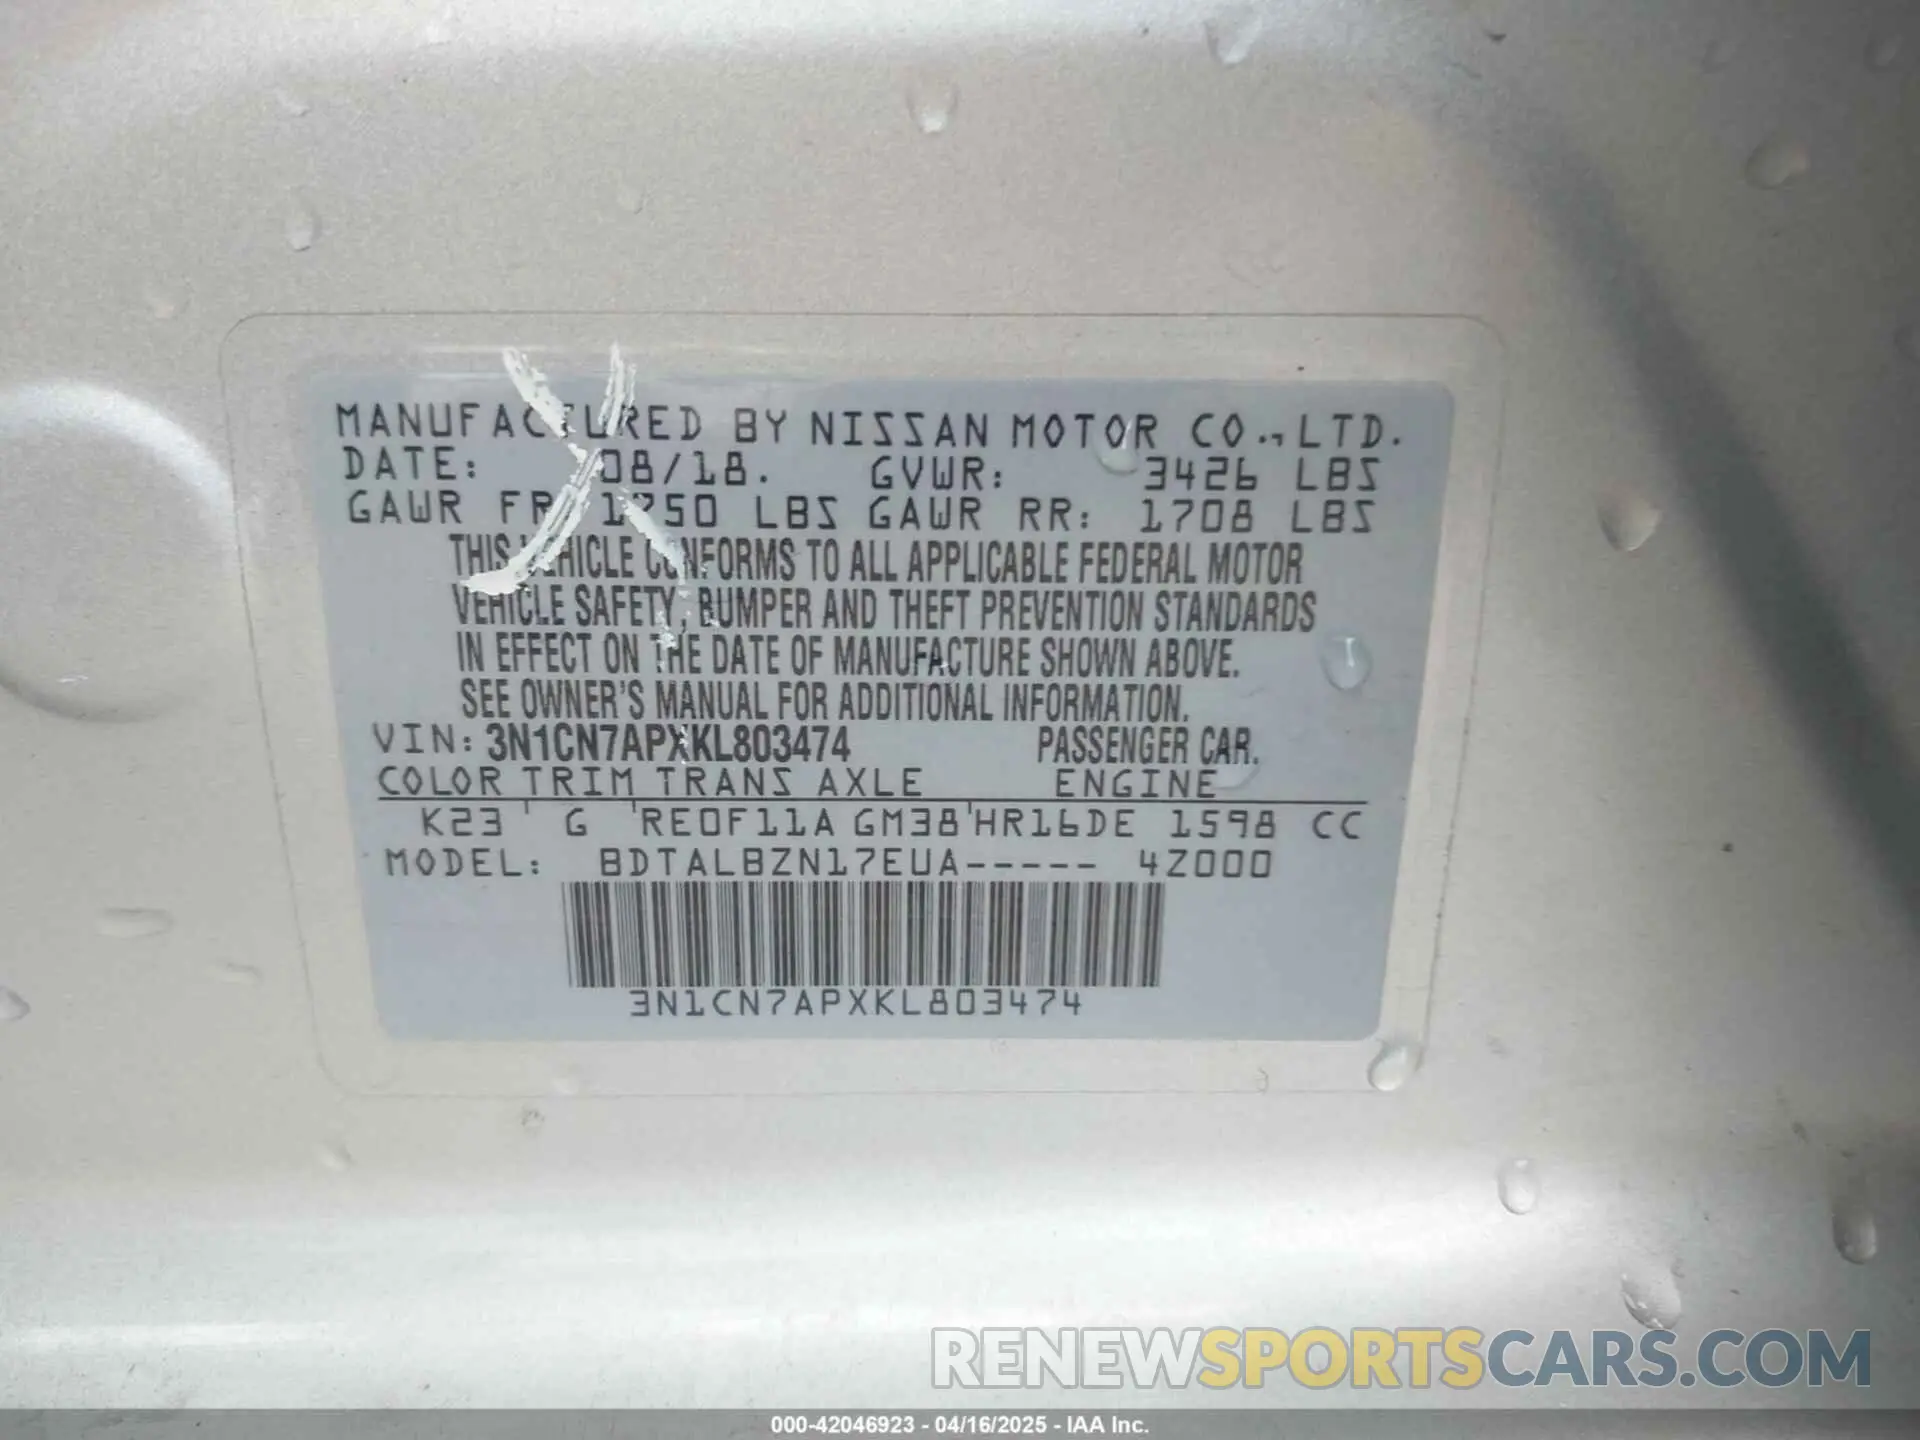 MANUFACTURED BY NISSAN MOTOR CO., LTD.
DATE: 08/18. GVWR: 3426 LBS
GAWR FR 1750 LBS GAWR RR: 1708 LBS
THIS VEHICLE CONFORMS TO ALL APPLICABLE FEDERAL MOTOR
VEHICLE SAFETY, BUMPER AND THEFT PREVENTION STANDARDS
IN EFFECT ON THE DATE OF MANUFACTURE SHOWN ABOVE.
SEE OWNER'S MANUAL FOR ADDITIONAL INFORMATION.
VIN: 3N1CN7APXKL803474 PASSENGER CAR.
COLOR TRIM TRANS AXLE ENGINE
K23 G RE0F11A GM38 HR16DE 1598 CC
MODEL: BDTALBZN17EUA----- 4Z000
3N1CN7APXKL803474
RENEWSPORTSCARS.COM
000-42046923 - 04/16/2025 - IAA Inc.